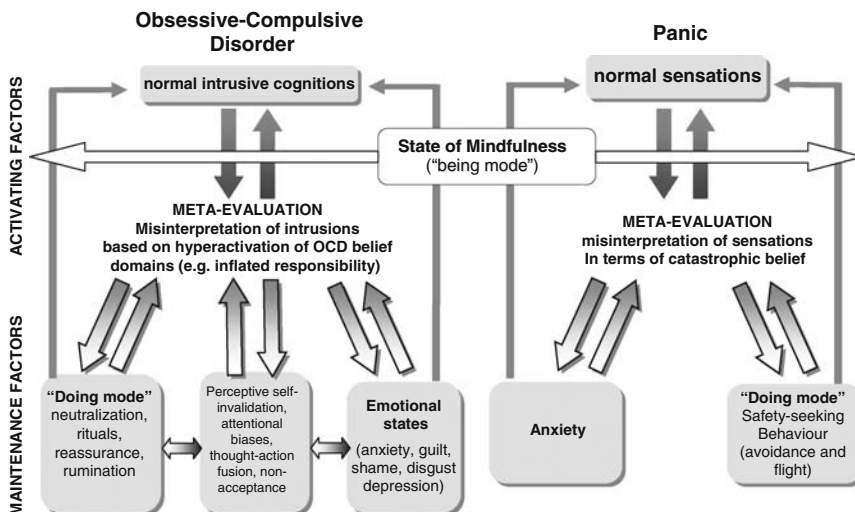 Obsessive-Compulsive
Disorder
Panic
normal intrusive cognitions
normal sensations
State of Mindfulness
(“being mode”)
ACTIVATING FACTORS
META-EVALUATION
Misinterpretation of intrusions
based on hyperactivation of OCD belief
domains (e.g. inflated responsibility)
META-EVALUATION
misinterpretation of sensations
In terms of catastrophic belief
MAINTENANCE FACTORS
“Doing mode”
neutralization,
rituals,
reassurance,
rumination
Perceptive self-
invalidation,
attentional
biases,
thought-action
fusion, non-
acceptance
Emotional
states
(anxiety, guilt,
shame, disgust
depression)
Anxiety
“Doing mode”
Safety-seeking
Behaviour
(avoidance and
flight)